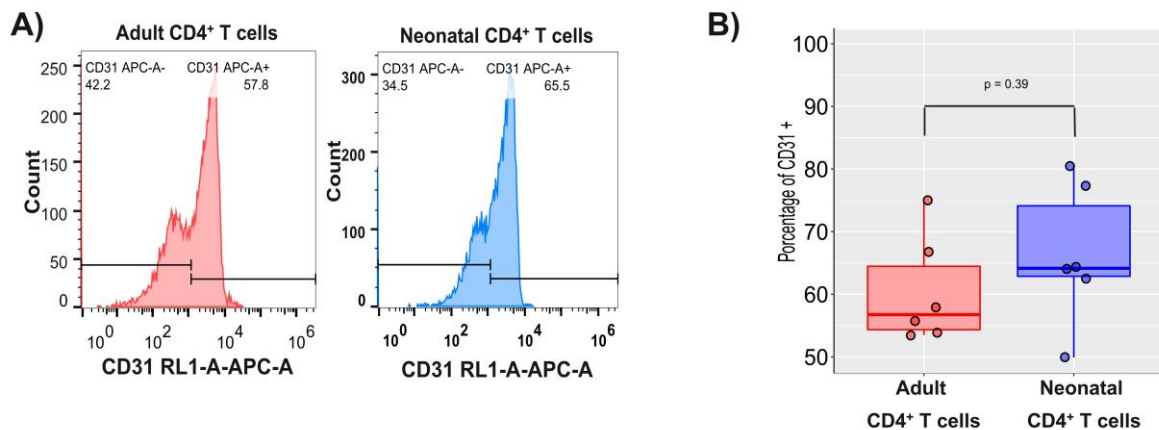 A)
Adult CD4⁺ T cells
CD31 APC-A-
42.2
CD31 APC-A+
57.8
Count
250
200
150
100
50
0
10⁰ 10² 10⁴ 10⁶
CD31 RL1-A-APC-A
Neonatal CD4⁺ T cells
CD31 APC-A-
34.5
CD31 APC-A+
65.5
Count
300
200
100
0
10⁰ 10² 10⁴ 10⁶
CD31 RL1-A-APC-A
B)
Porcentage of CD31 +
100
90
80
70
60
50
p = 0.39
Adult
CD4⁺ T cells
Neonatal
CD4⁺ T cells